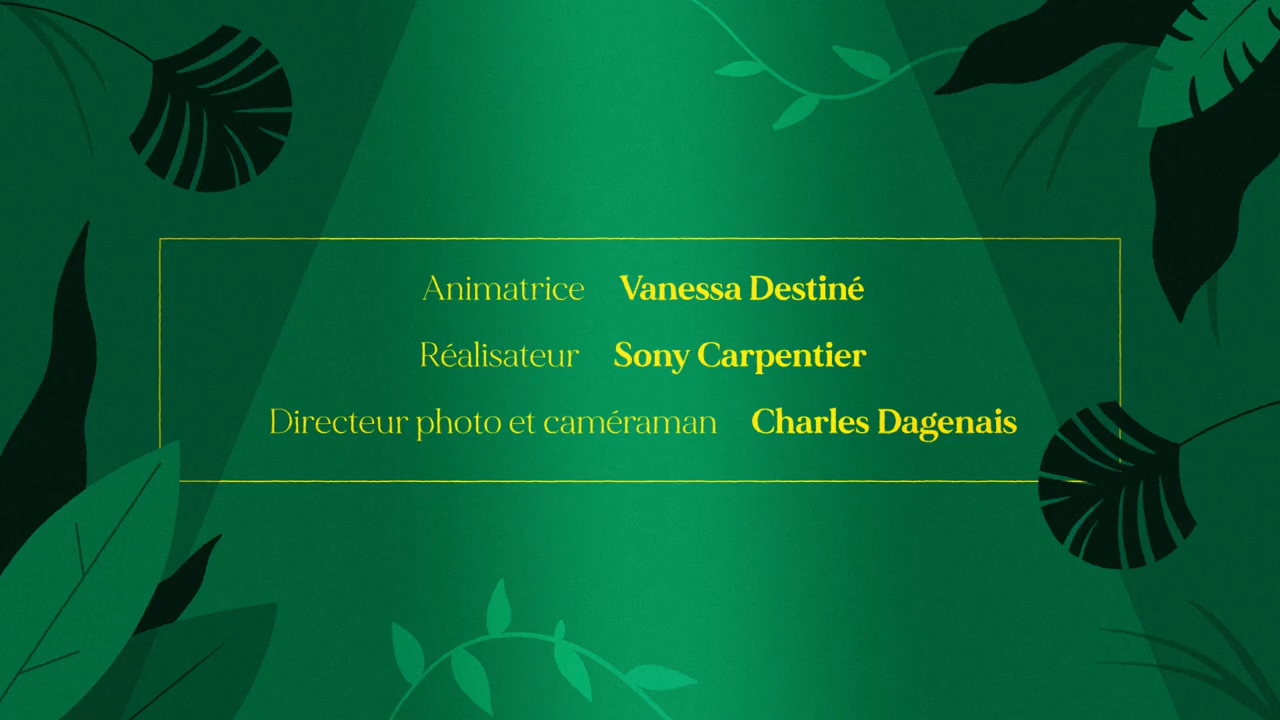 Animatrice Vanessa Destiné
Réalisateur Sony Carpentier
Directeur photo et caméraman Charles Dagenais